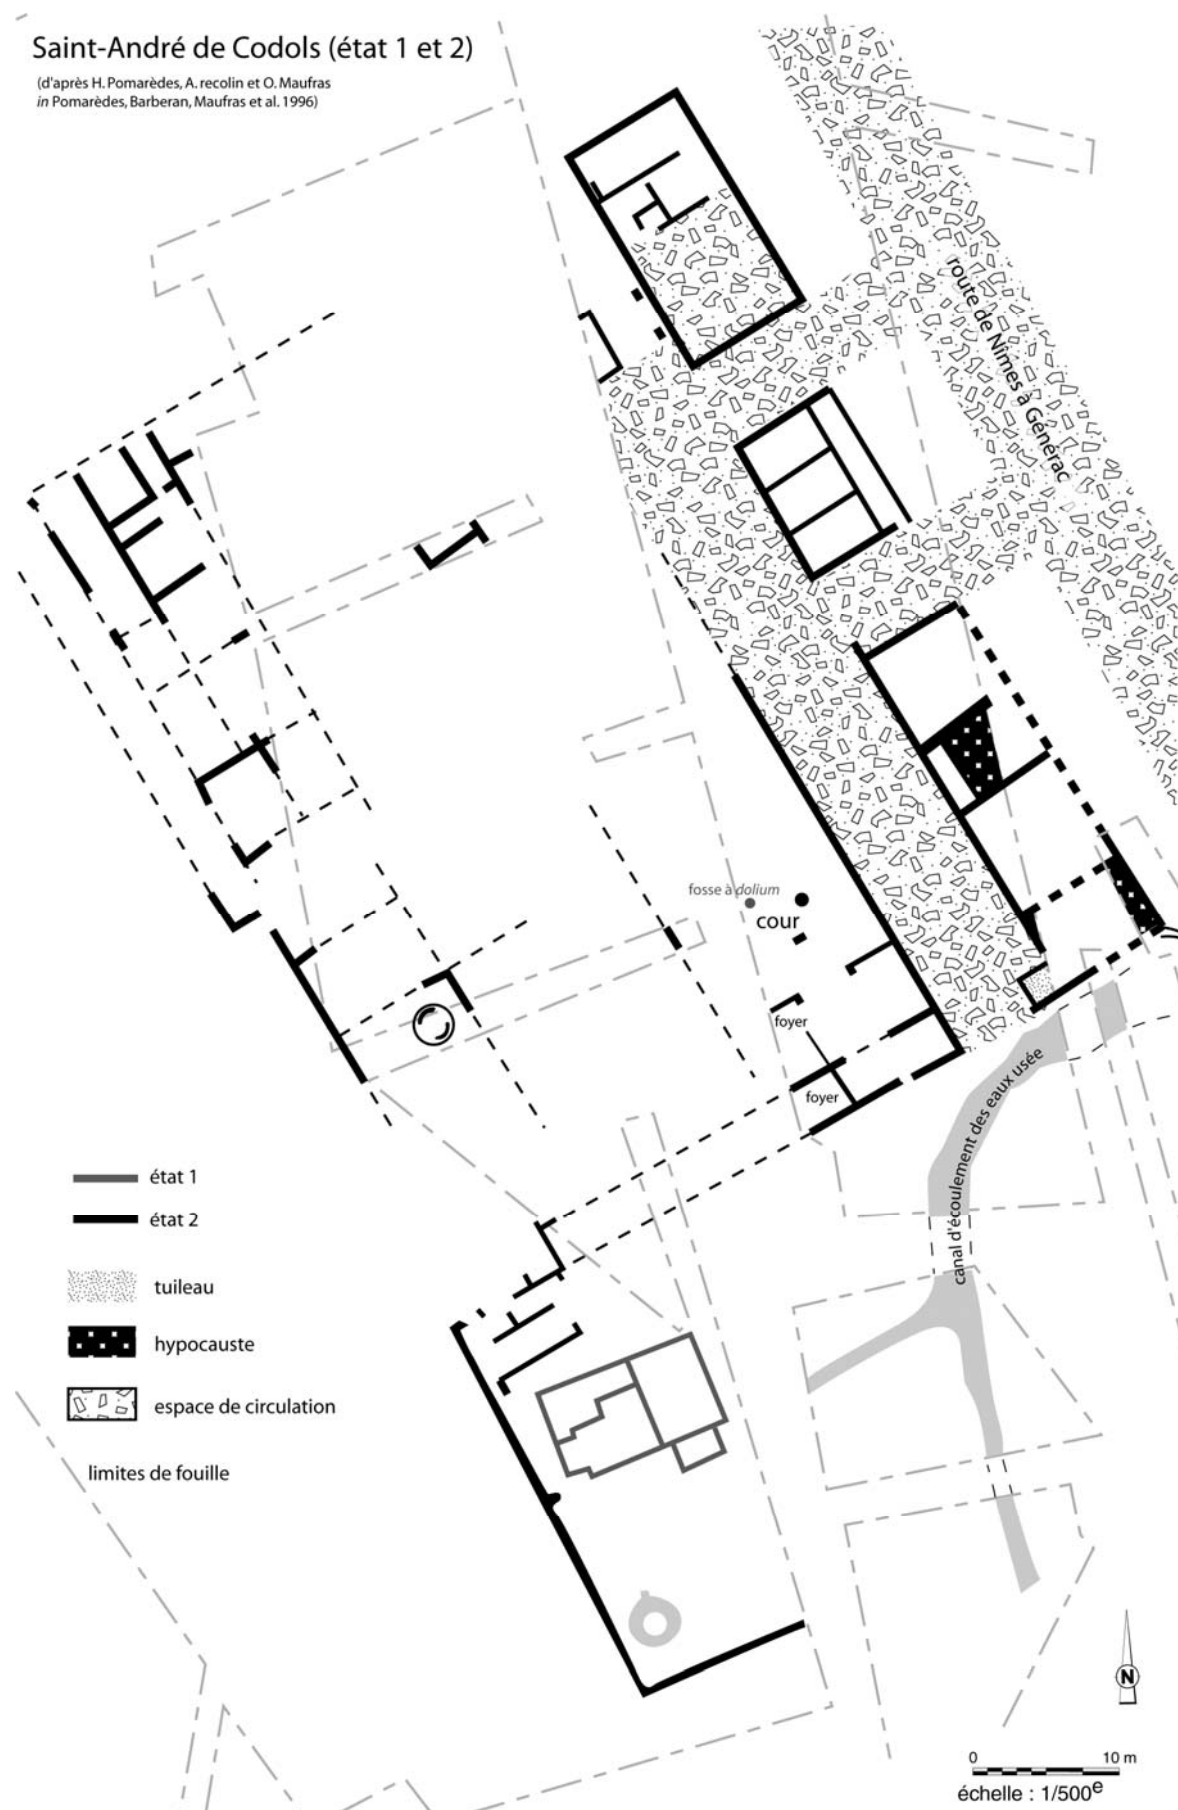 Saint-André de Codols (état 1 et 2)
(d'après H. Pomarèdes, A. recolin et O. Maufras
in Pomarèdes, Barberan, Maufras et al. 1996)
route de Nîmes à Générac
fosse à dolium
cour
foyer
foyer
canal d'écoulement des eaux usée
état 1
état 2
tuileau
hypocauste
espace de circulation
limites de fouille
N
0 10 m
échelle : 1/500e